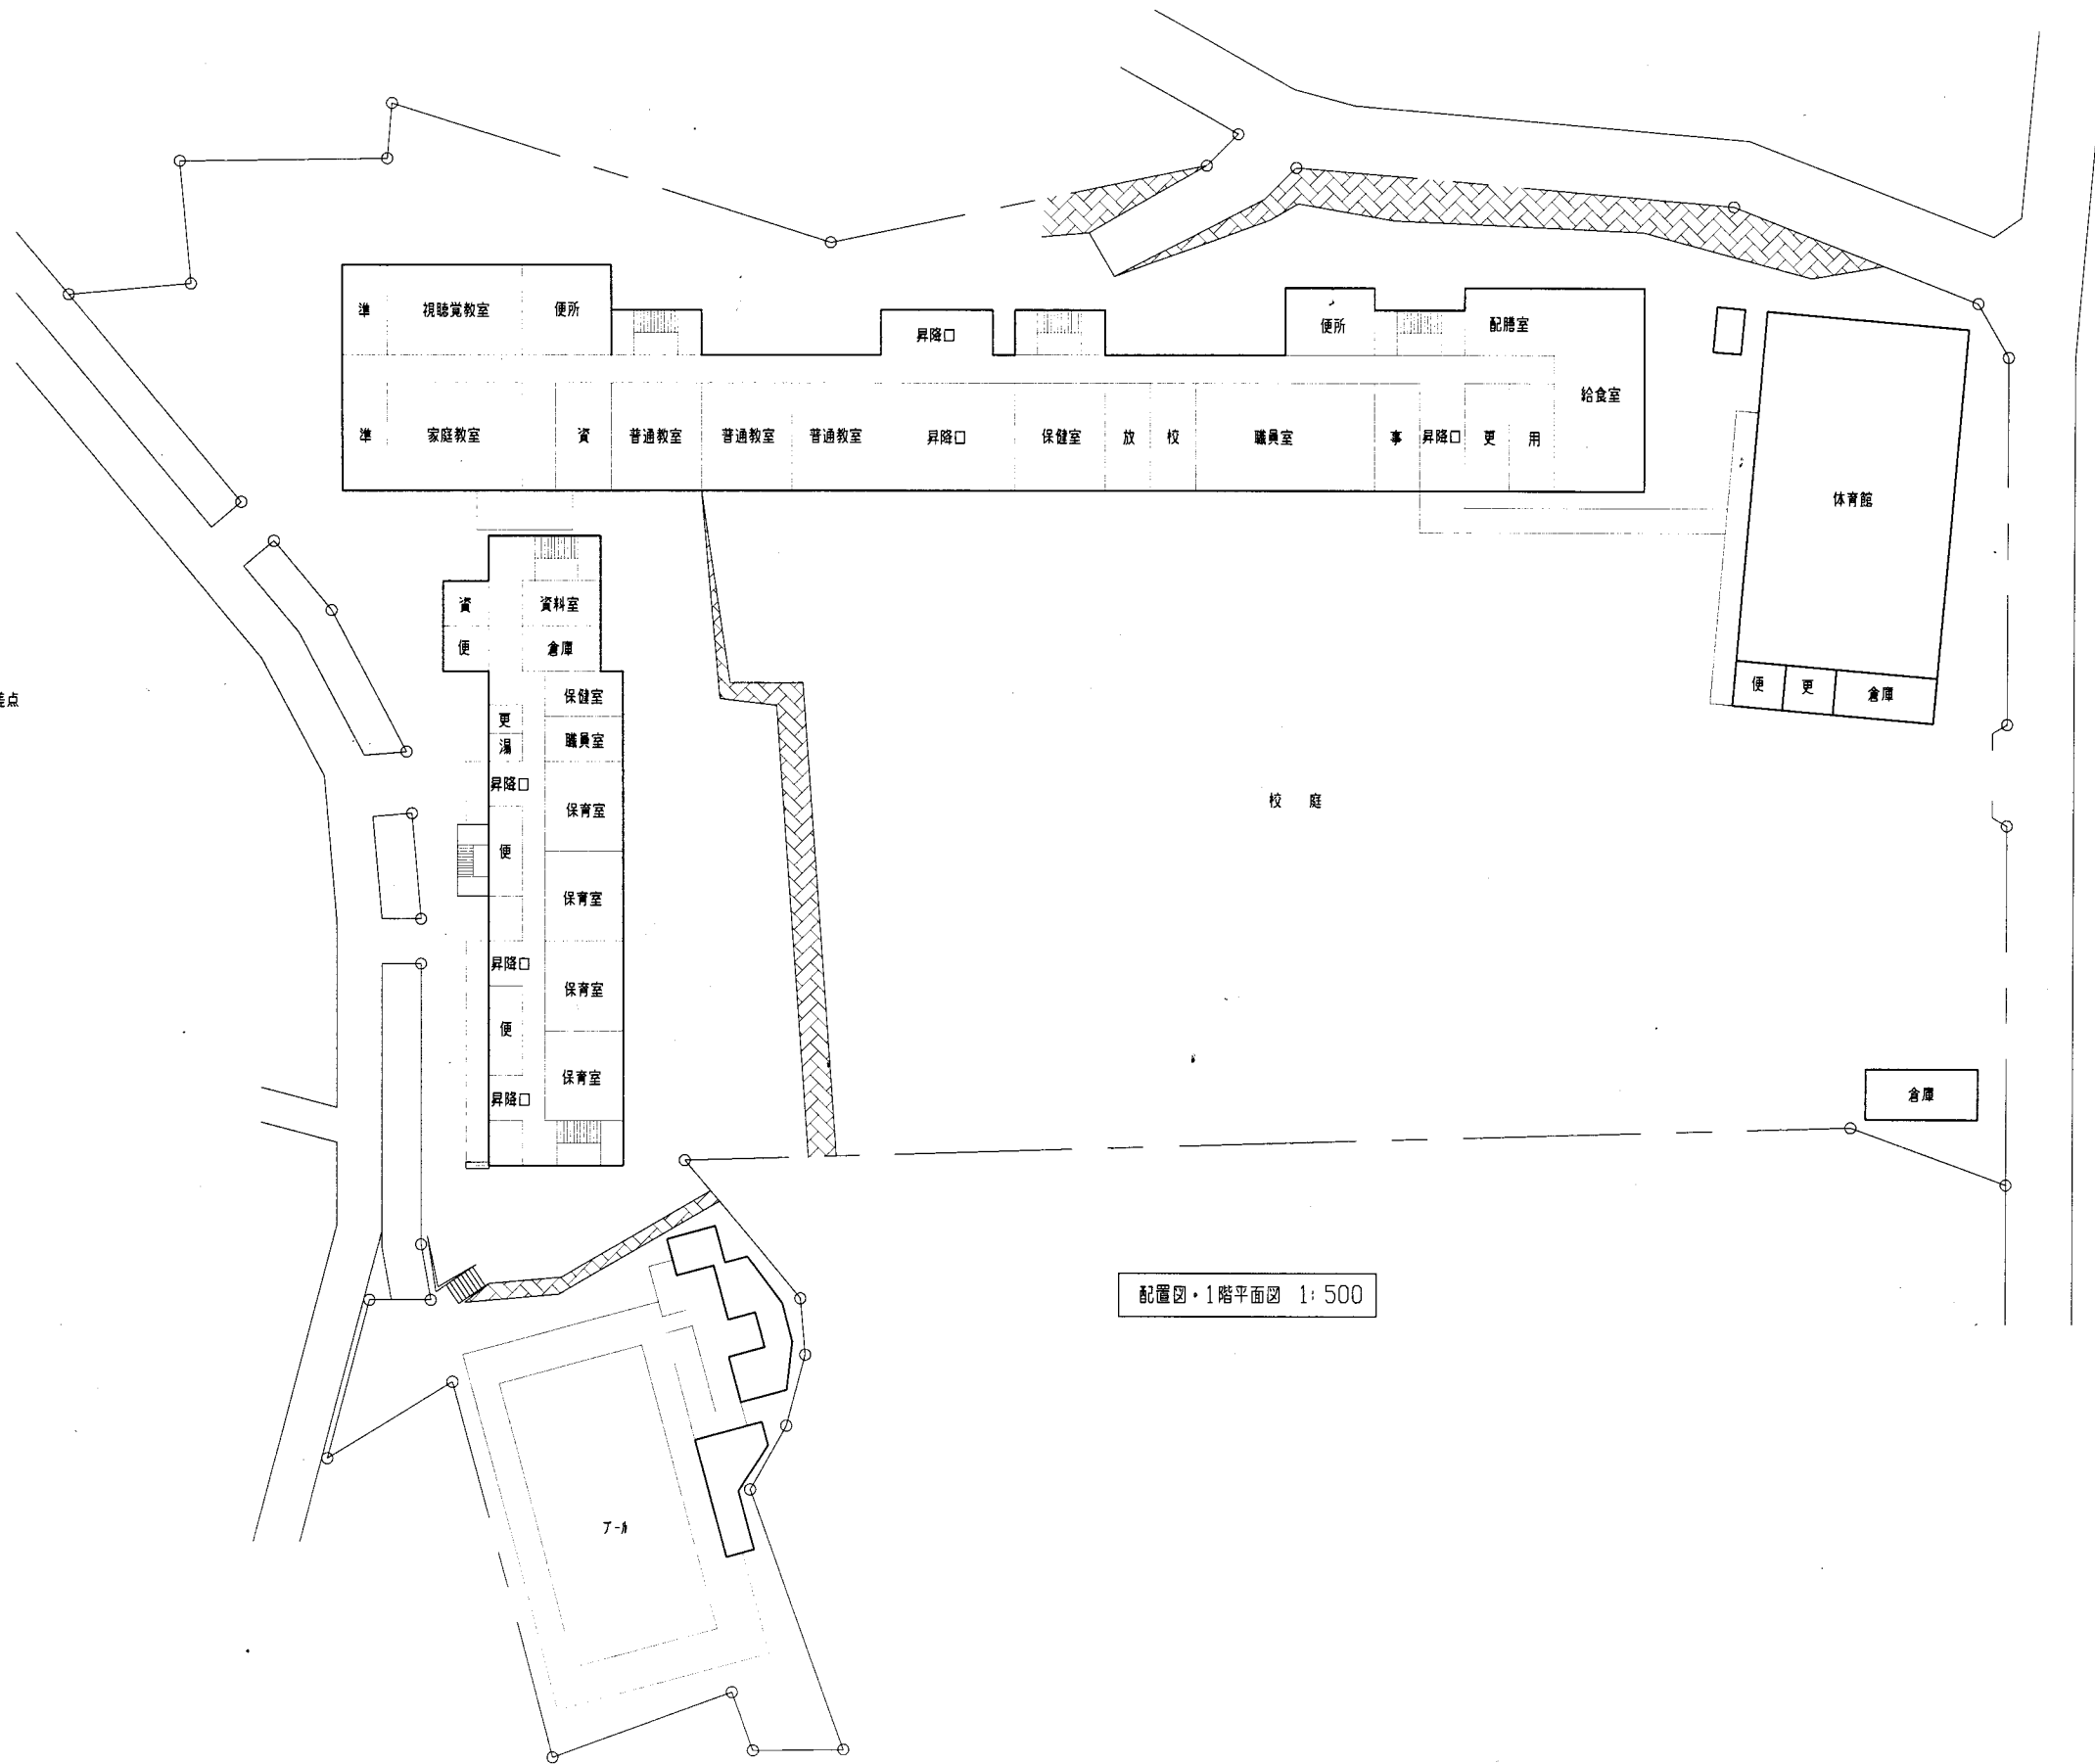 準 視聴覚教室 便所
昇降口
便所 配膳室
給食室
準 家庭教室 資 普通教室 普通教室 普通教室 昇降口 保健室 放 校 職員室 事 昇降口 更 用
体育館
資 資料室
便 倉庫
保健室
更
職員室
湯
昇降口
保育室
便
保育室
昇降口
保育室
便
保育室
昇降口
便 更 倉庫
校 庭
倉庫
配置図・1階平面図 1:500
プール